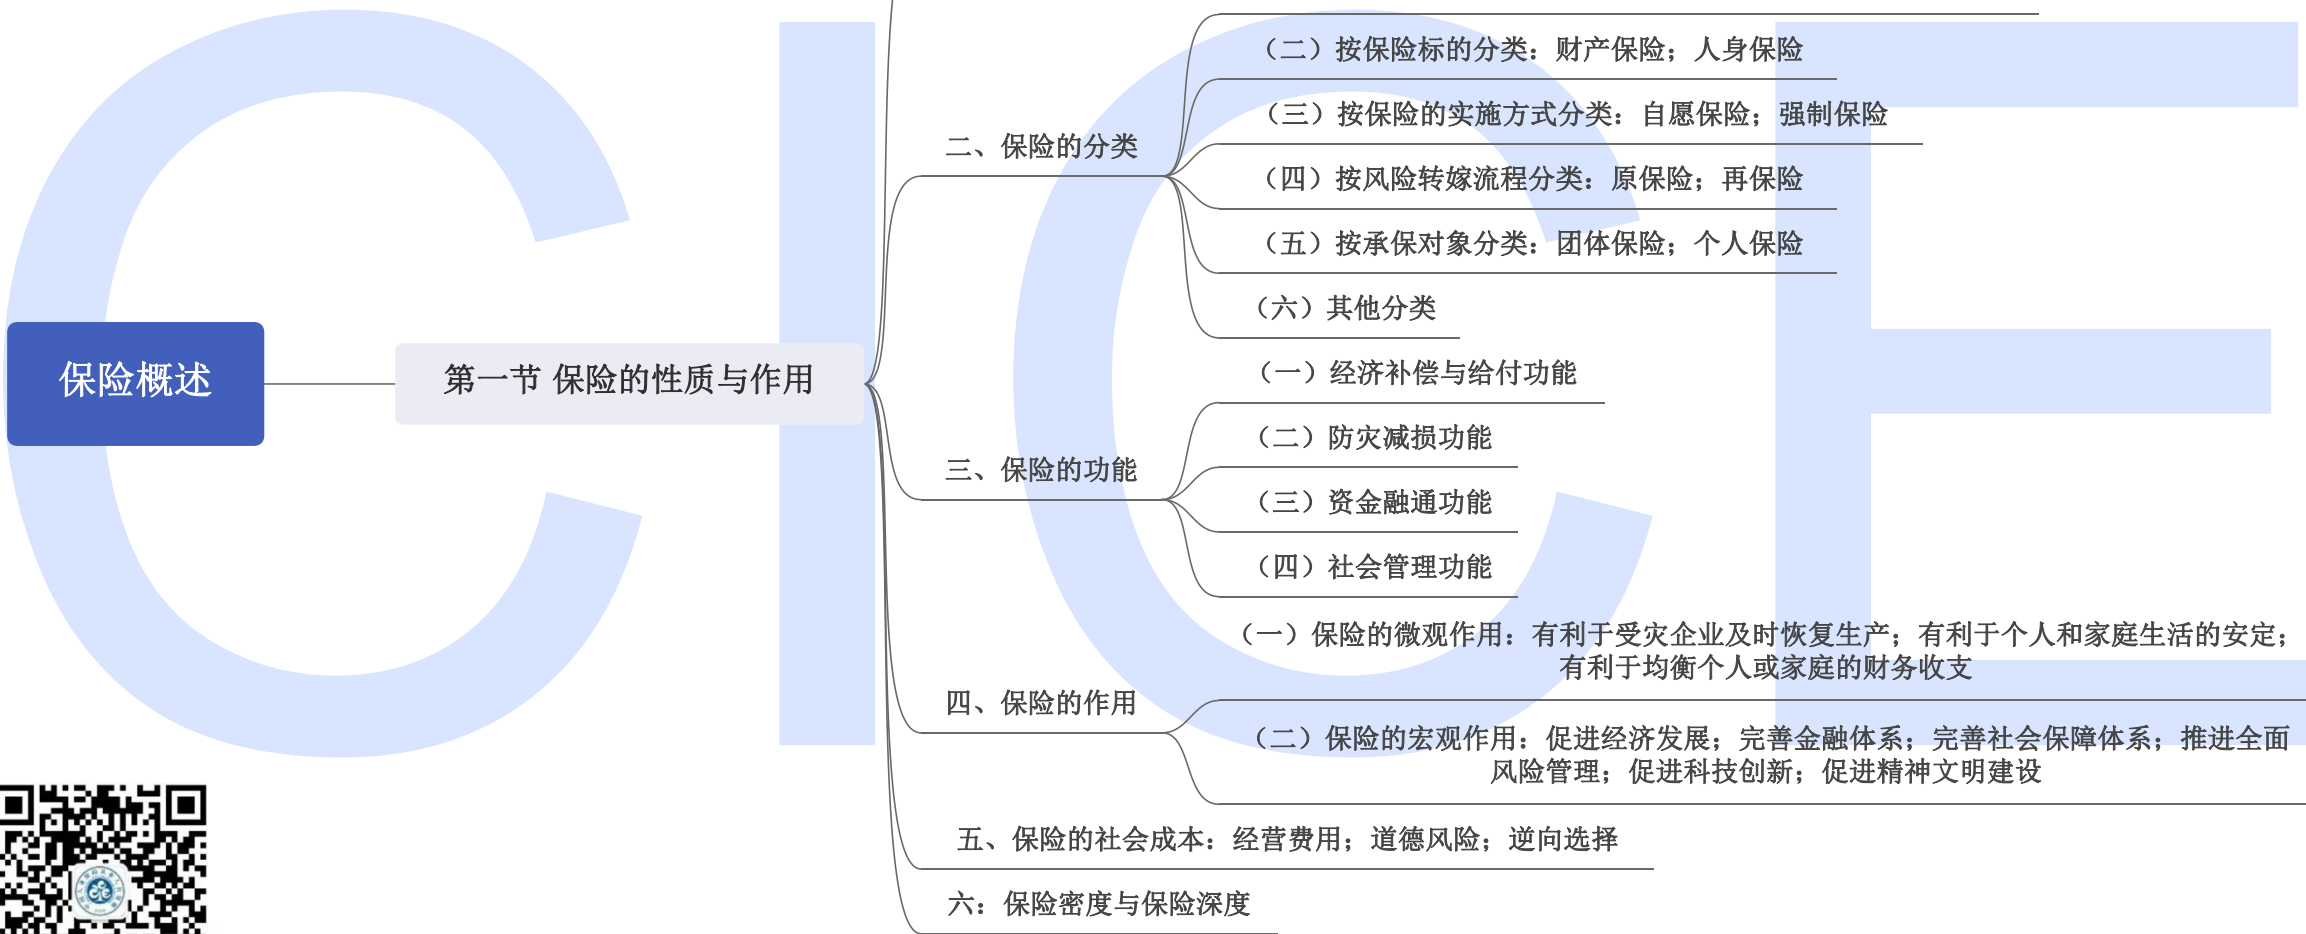 保险概述
第一节 保险的性质与作用
二、保险的分类
（二）按保险标的分类：财产保险；人身保险
（三）按保险的实施方式分类：自愿保险；强制保险
（四）按风险转嫁流程分类：原保险；再保险
（五）按承保对象分类：团体保险；个人保险
（六）其他分类
三、保险的功能
（一）经济补偿与给付功能
（二）防灾减损功能
（三）资金融通功能
（四）社会管理功能
四、保险的作用
（一）保险的微观作用：有利于受灾企业及时恢复生产；有利于个人和家庭生活的安定；
有利于均衡个人或家庭的财务收支
（二）保险的宏观作用：促进经济发展；完善金融体系；完善社会保障体系；推进全面
风险管理；促进科技创新；促进精神文明建设
五、保险的社会成本：经营费用；道德风险；逆向选择
六：保险密度与保险深度
CICE